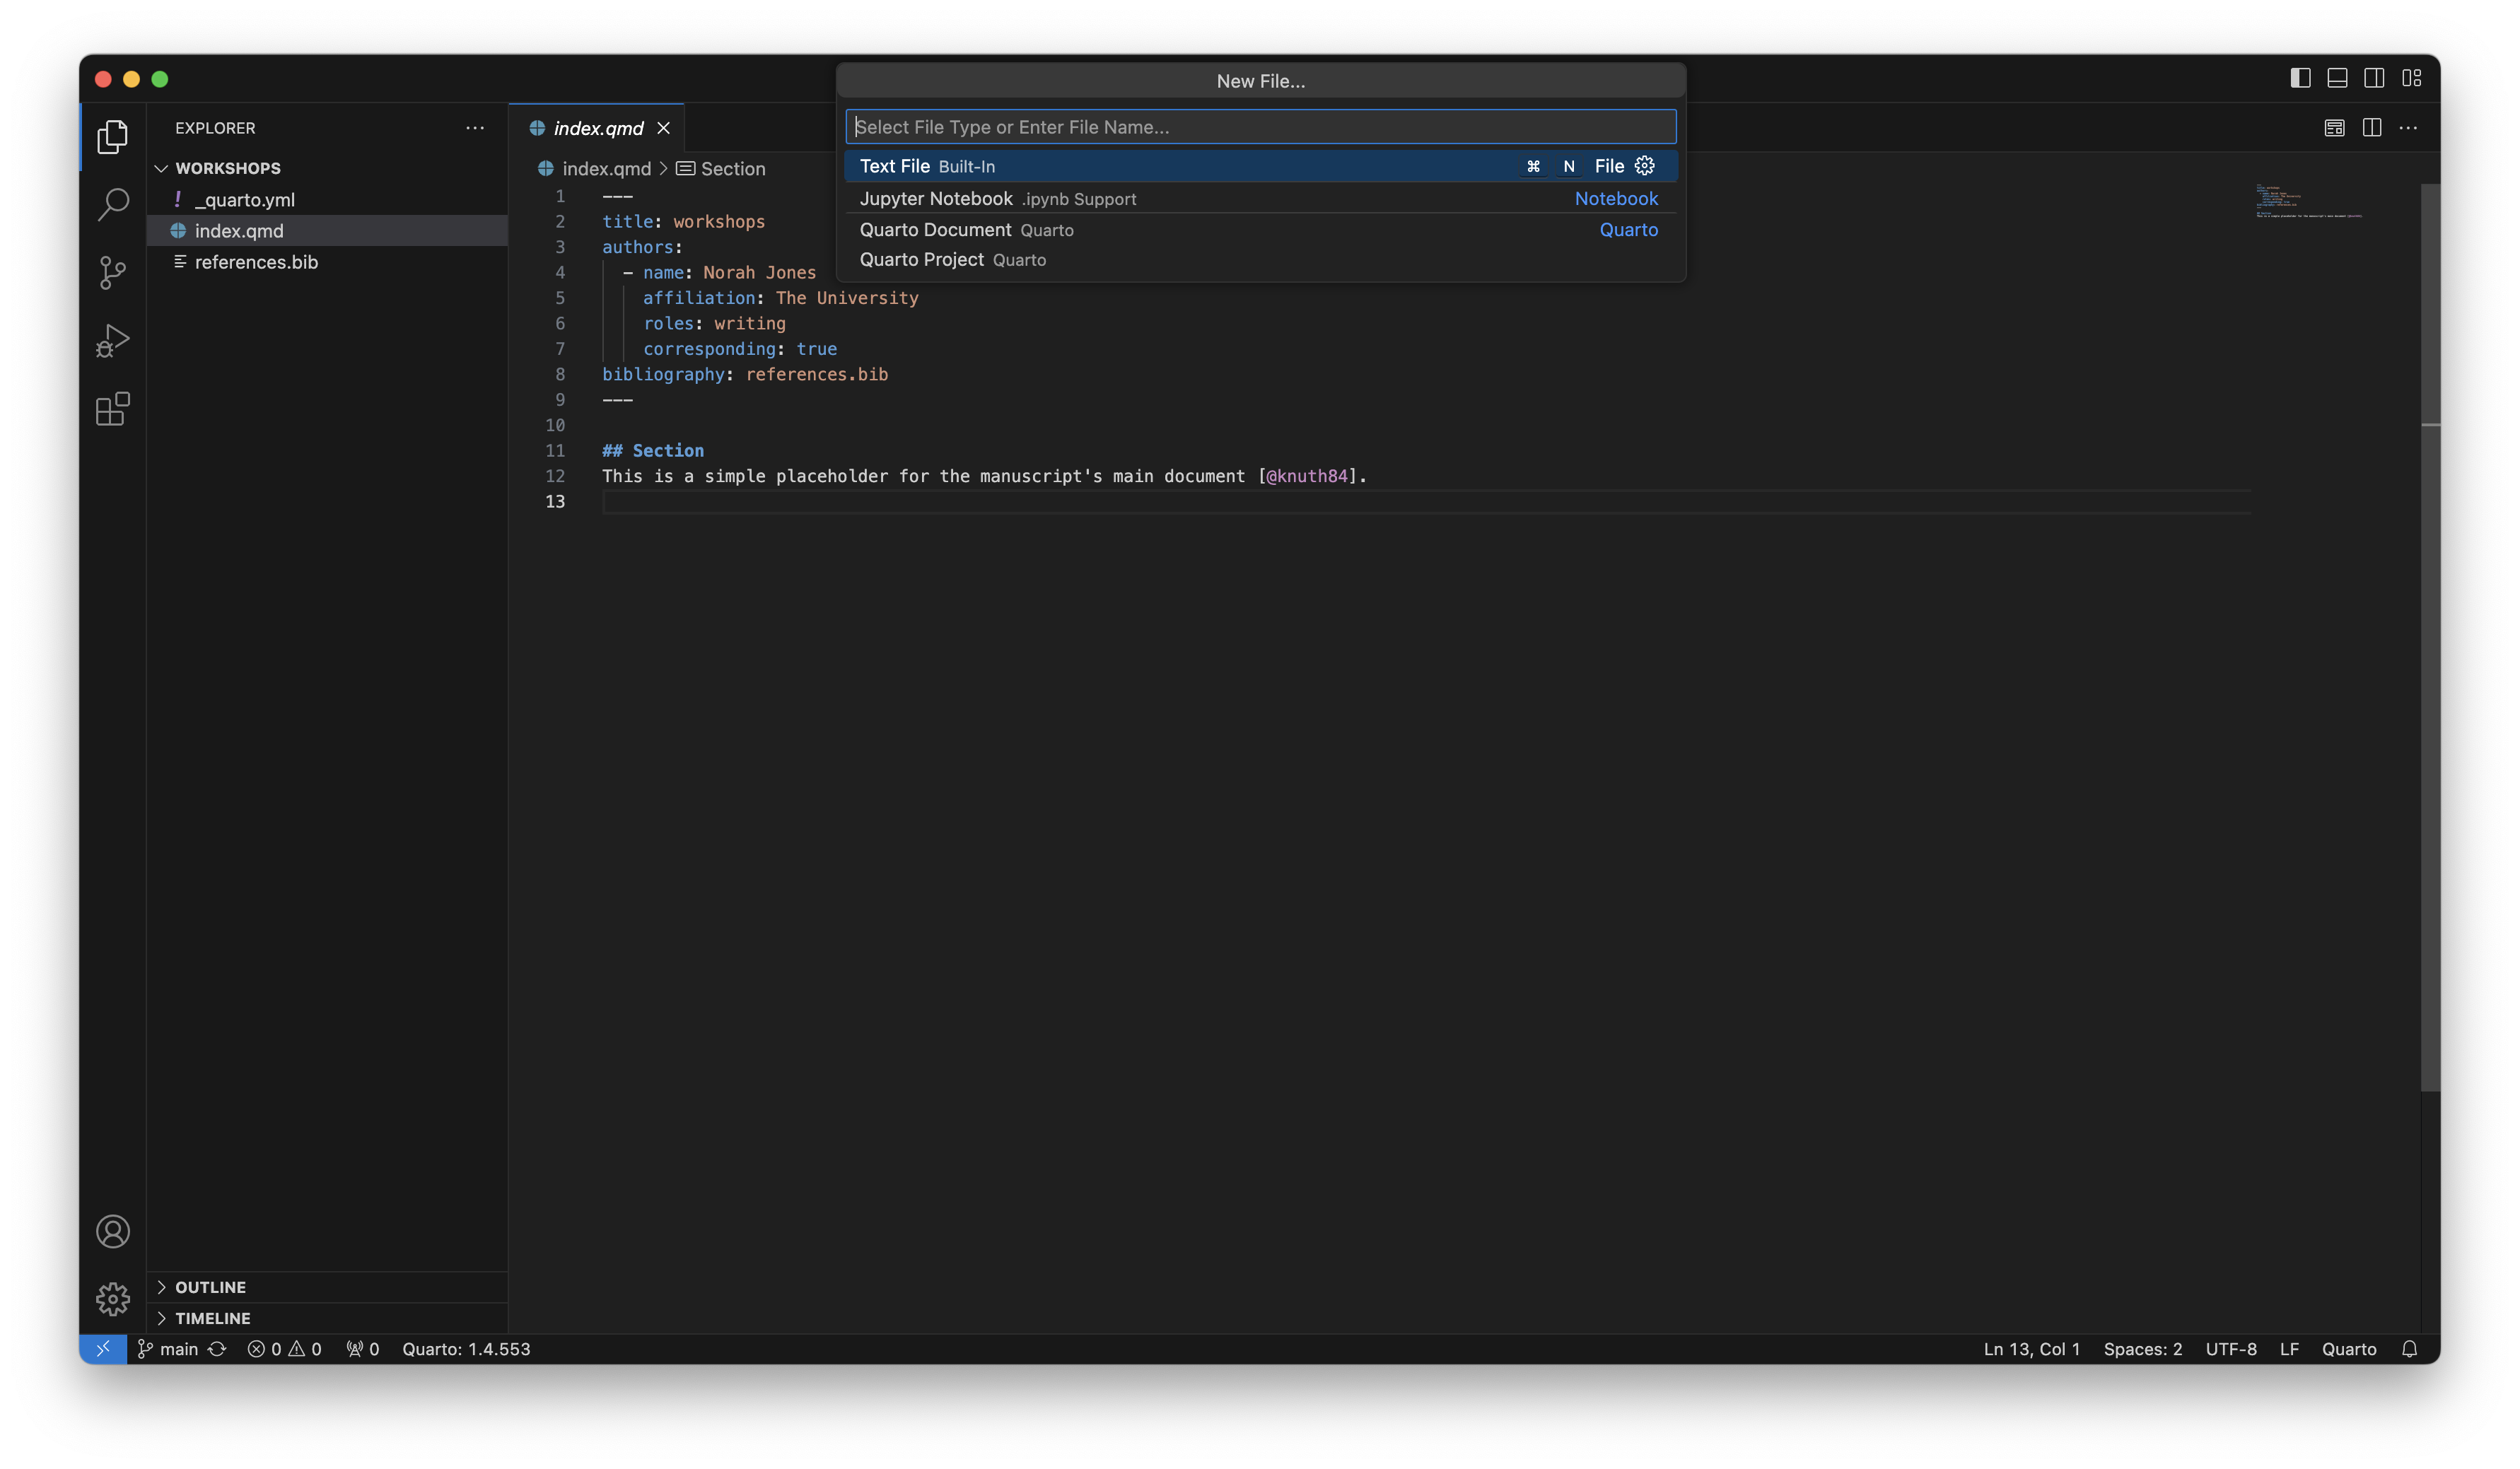 New File...
Select File Type or Enter File Name...
Text File Built-In ⌘ N File
Jupyter Notebook .ipynb Support Notebook
Quarto Document Quarto Quarto
Quarto Project Quarto
EXPLORER ...
WORKSHOPS
! _quarto.yml
index.qmd
references.bib
OUTLINE
TIMELINE
index.qmd
index.qmd > Section
1 ---
2 title: workshops
3 authors:
4 - name: Norah Jones
5 affiliation: The University
6 roles: writing
7 corresponding: true
8 bibliography: references.bib
9 ---
10
11 ## Section
12 This is a simple placeholder for the manuscript's main document [@knuth84].
13
main 0 0 0 Quarto: 1.4.553 Ln 13, Col 1 Spaces: 2 UTF-8 LF Quarto